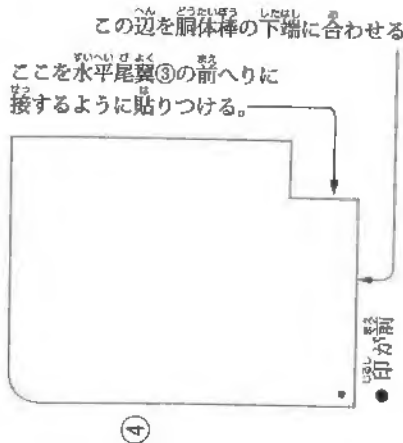 この辺を胴体棒の下端に合わせる
ここを水平尾翼③の前へりに
接するように貼りつける。
●印が前
④